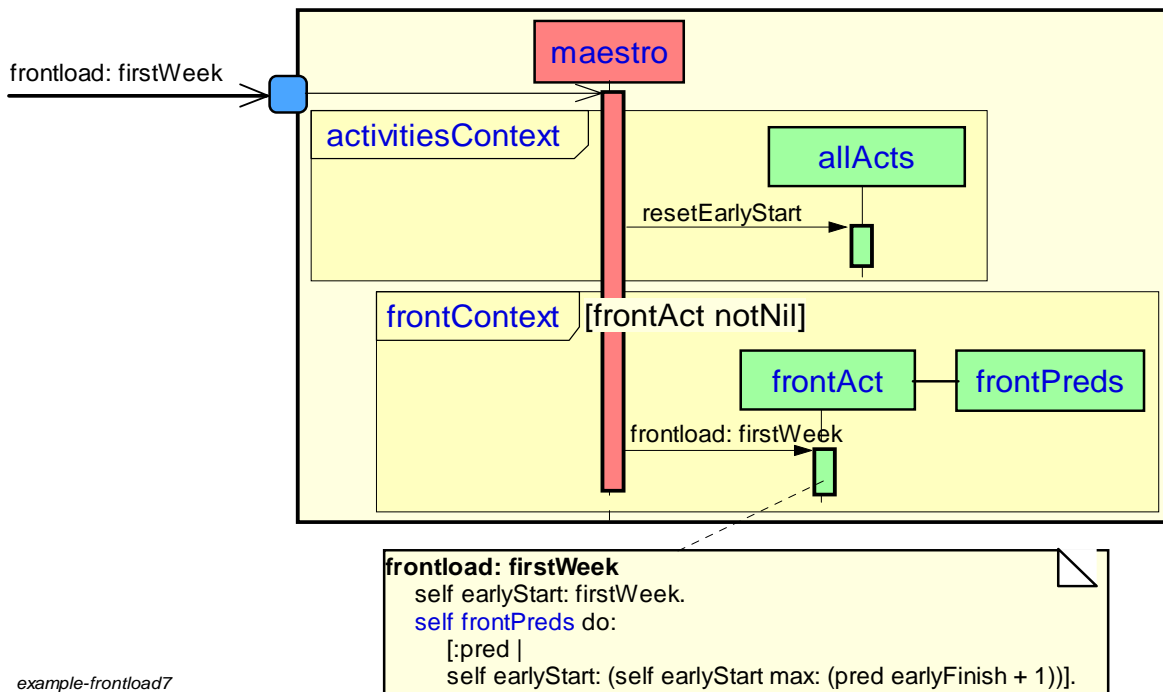 maestro
frontload: firstWeek
activitiesContext
allActs
resetEarlyStart
frontContext
[frontAct notNil]
frontAct
frontPreds
frontload: firstWeek
frontload: firstWeek
self earlyStart: firstWeek.
self frontPreds do:
[:pred |
self earlyStart: (self earlyStart max: (pred earlyFinish + 1))].
example-frontload7